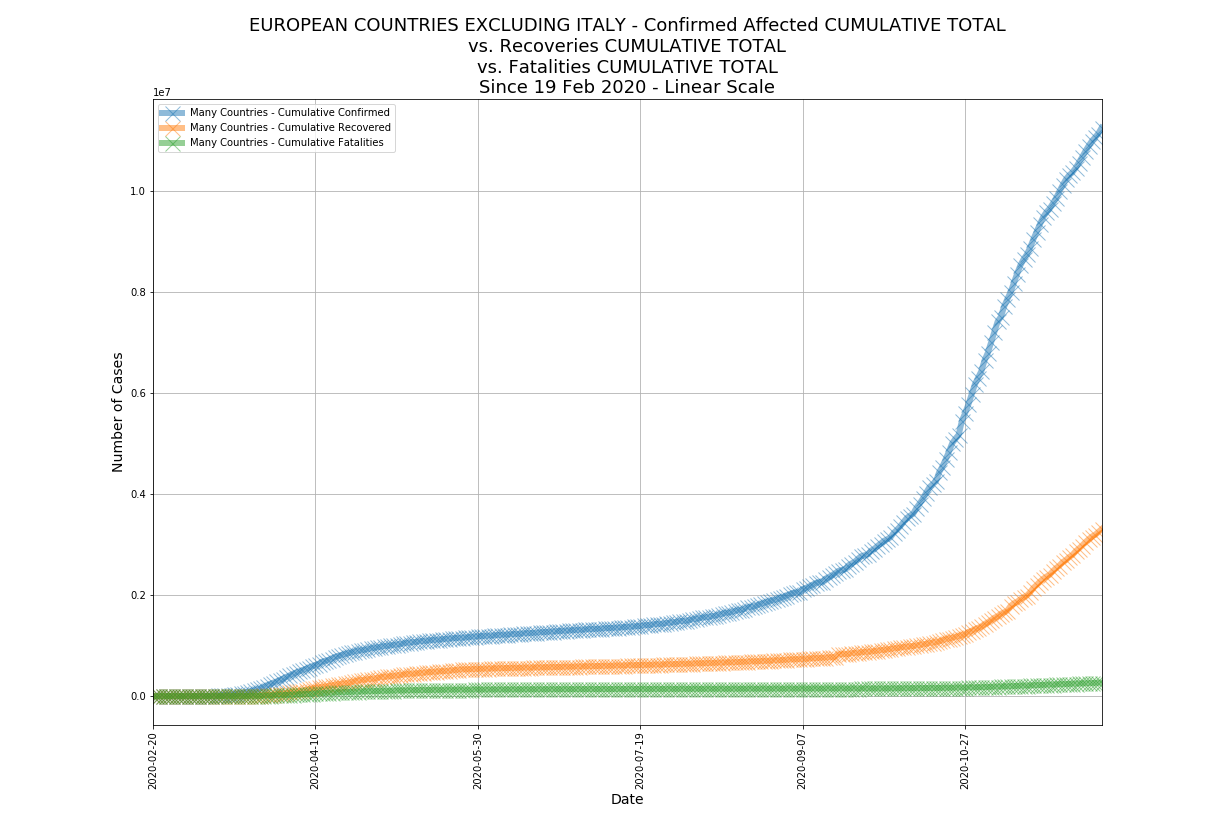 EUROPEAN COUNTRIES EXCLUDING ITALY - Confirmed Affected CUMULATIVE TOTAL
vs. Recoveries CUMULATIVE TOTAL
vs. Fatalities CUMULATIVE TOTAL
Since 19 Feb 2020 - Linear Scale
1e7
Many Countries - Cumulative Confirmed
Many Countries - Cumulative Recovered
Many Countries - Cumulative Fatalities
1.0
0.8
0.6
0.4
0.2
0.0
Number of Cases
2020-02-20
2020-04-10
2020-05-30
2020-07-19
2020-09-07
2020-10-27
Date